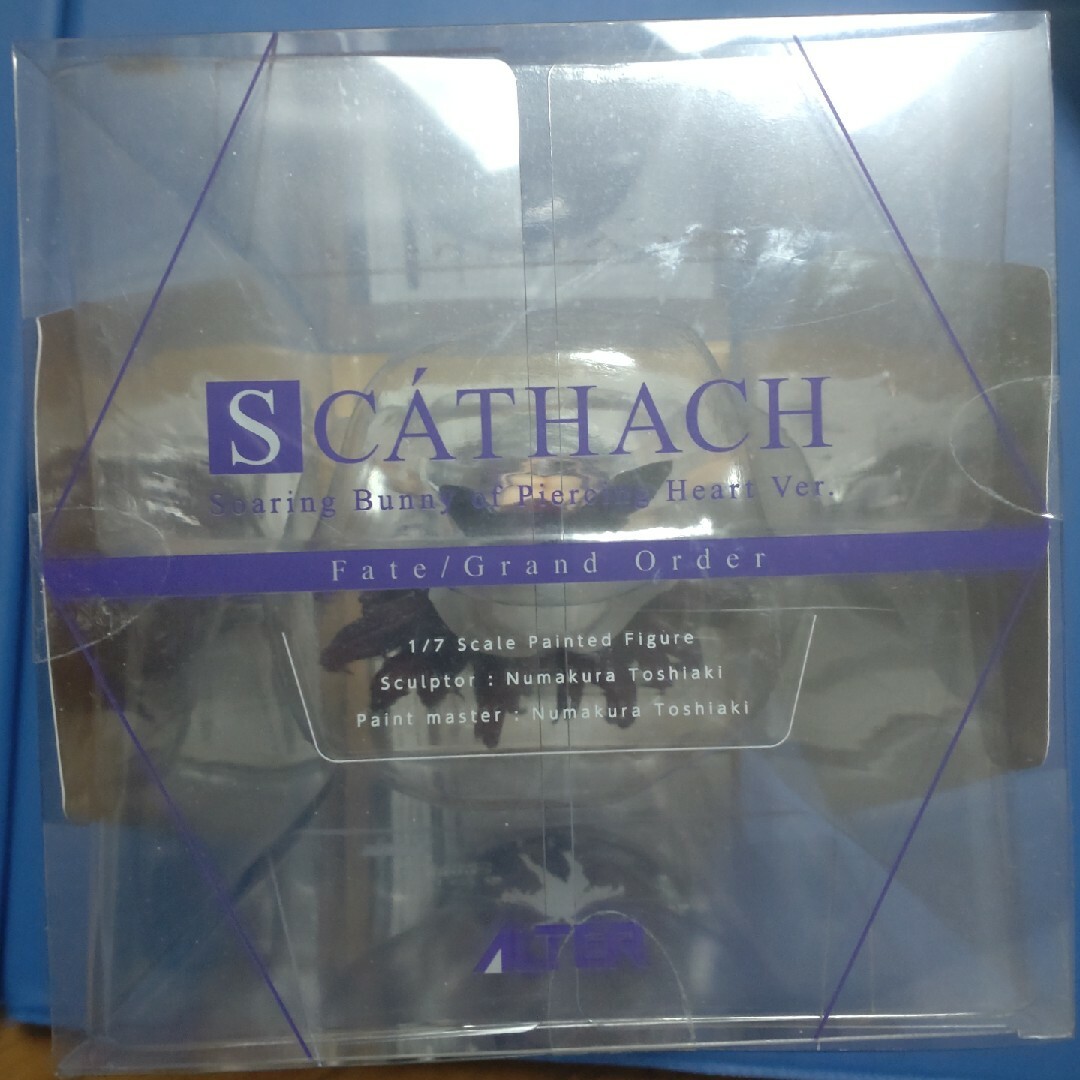 SCÁTHACH
Soaring Bunny of Piercing Heart Ver.
Fate/Grand Order
1/7 Scale Painted Figure
Sculptor : Numakura Toshiaki
Paint master : Numakura Toshiaki
ALTER